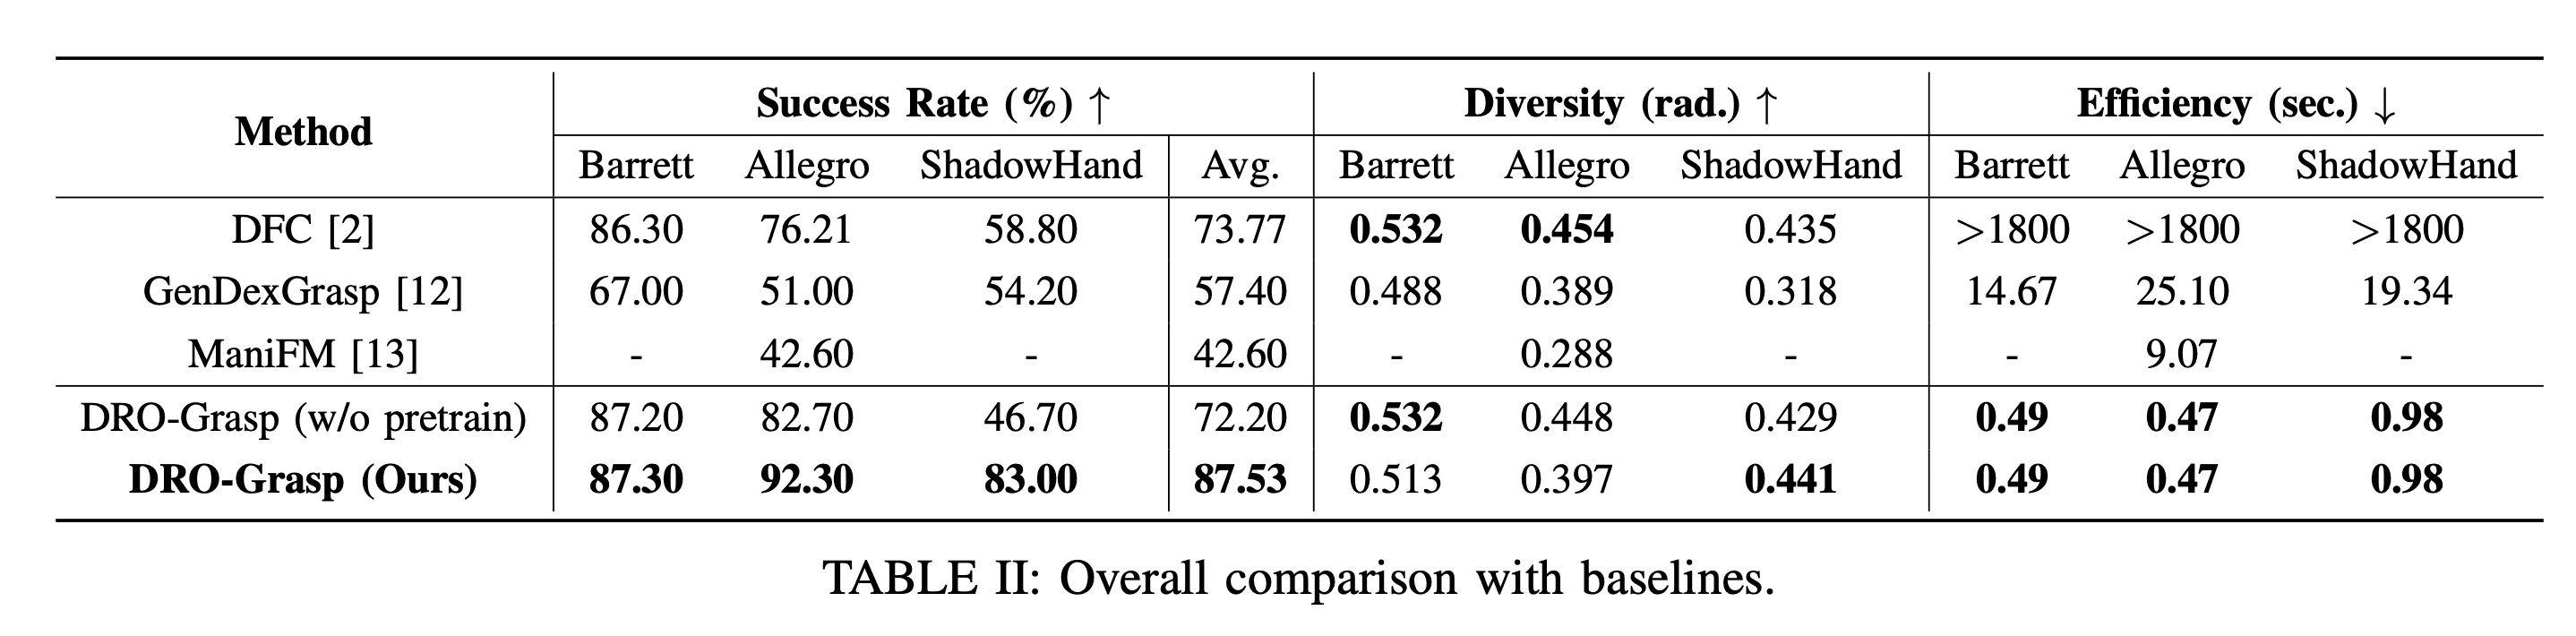 Method Success Rate (%) ↑ Diversity (rad.) ↑ Efficiency (sec.) ↓
Barrett Allegro ShadowHand Avg. Barrett Allegro ShadowHand Barrett Allegro ShadowHand
DFC [2] 86.30 76.21 58.80 73.77 0.532 0.454 0.435 >1800 >1800 >1800
GenDexGrasp [12] 67.00 51.00 54.20 57.40 0.488 0.389 0.318 14.67 25.10 19.34
ManiFM [13] - 42.60 - 42.60 - 0.288 - - 9.07 -
DRO-Grasp (w/o pretrain) 87.20 82.70 46.70 72.20 0.532 0.448 0.429 0.49 0.47 0.98
DRO-Grasp (Ours) 87.30 92.30 83.00 87.53 0.513 0.397 0.441 0.49 0.47 0.98
TABLE II: Overall comparison with baselines.